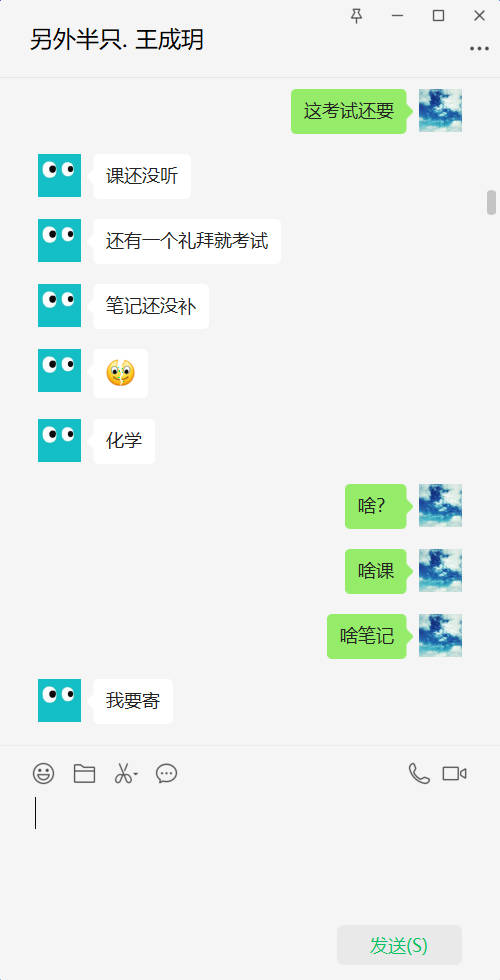 另外半只. 王成玥
这考试还要
课还没听
还有一个礼拜就考试
笔记还没补
化学
啥？
啥课
啥笔记
我要寄
发送(S)